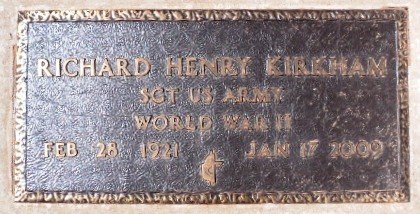 RICHARD HENRY KIRKHAM
SGT US ARMY
WORLD WAR II
FEB 28 1921 JAN 17 2009